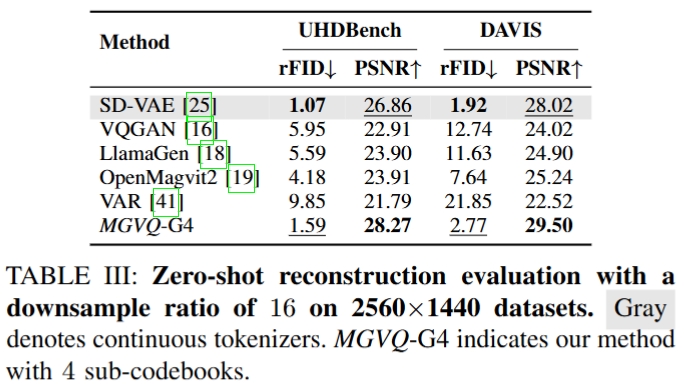 Method UHDBench DAVIS
rFID↓ PSNR↑ rFID↓ PSNR↑
SD-VAE [25] 1.07 26.86 1.92 28.02
VQGAN [16] 5.95 22.91 12.74 24.02
LlamaGen [18] 5.59 23.90 11.63 24.90
OpenMagvit2 [19] 4.18 23.91 7.64 25.24
VAR [41] 9.85 21.79 21.85 22.52
MGVQ-G4 1.59 28.27 2.77 29.50
TABLE III: Zero-shot reconstruction evaluation with a
downsample ratio of 16 on 2560×1440 datasets. Gray
denotes continuous tokenizers. MGVQ-G4 indicates our method
with 4 sub-codebooks.